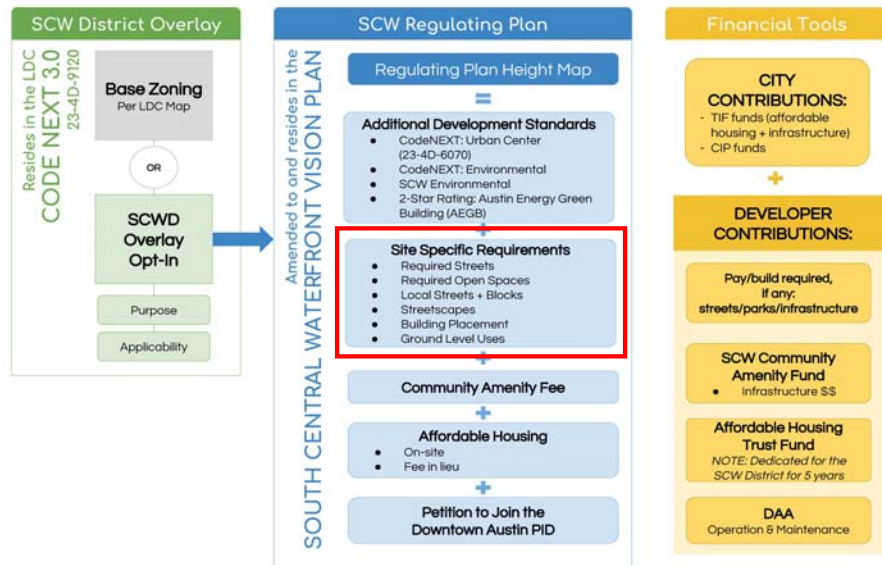 SCW District Overlay
Resides in the LDC
CODE NEXT 3.0
23-4D-9120
Base Zoning
Per LDC Map
OR
SCWD
Overlay
Opt-In
Purpose
Applicability
SCW Regulating Plan
Amended to and resides in the
SOUTH CENTRAL WATERFRONT VISION PLAN
Regulating Plan Height Map
=
Additional Development Standards
● CodeNEXT: Urban Center
(23-4D-6070)
● CodeNEXT: Environmental
● SCW Environmental
● 2-Star Rating: Austin Energy Green
Building (AEGB)
+
Site Specific Requirements
● Required Streets
● Required Open Spaces
● Local Streets + Blocks
● Streetscapes
● Building Placement
● Ground Level Uses
+
Community Amenity Fee
+
Affordable Housing
● On-site
● Fee in lieu
+
Petition to Join the
Downtown Austin PID
Financial Tools
CITY
CONTRIBUTIONS:
- TIF funds (affordable
housing + infrastructure)
- CIP funds
+
DEVELOPER
CONTRIBUTIONS:
Pay/build required,
if any:
streets/parks/infrastructure
SCW Community
Amenity Fund
● Infrastructure $$
Affordable Housing
Trust Fund
NOTE: Dedicated for the
SCW District for 5 years
DAA
Operation & Maintenance